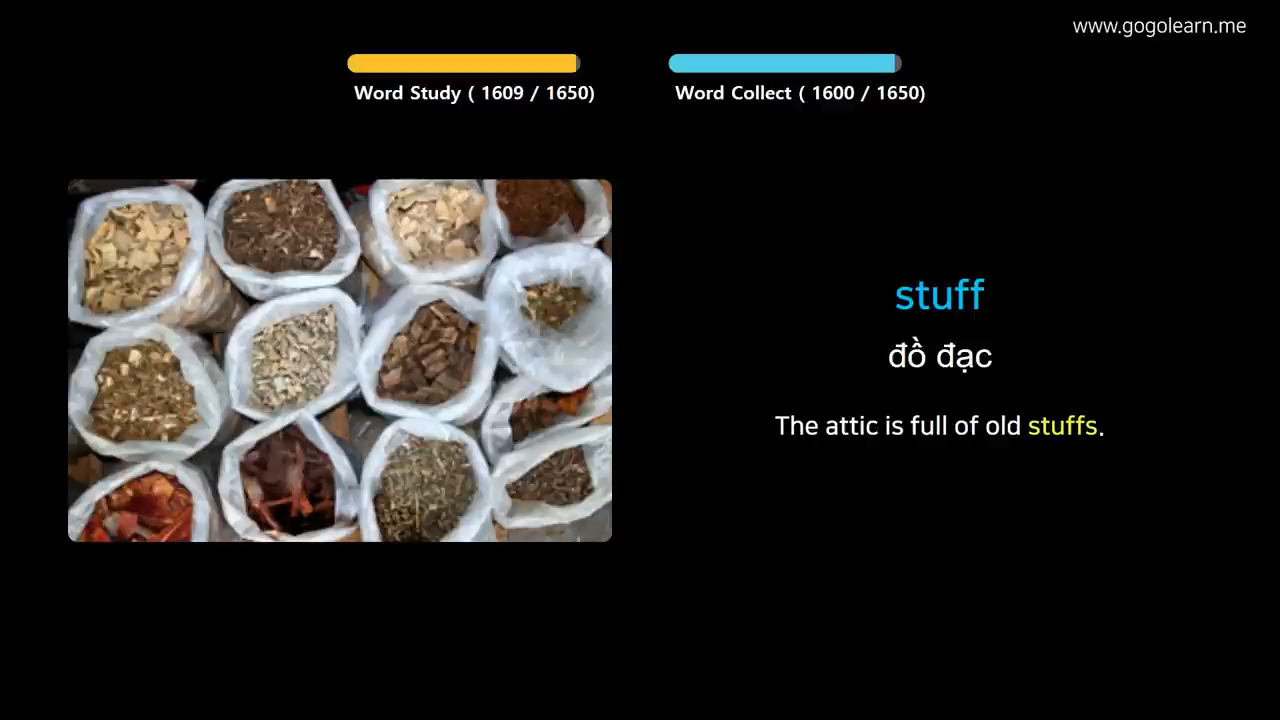 www.gogolearn.me
Word Study ( 1609 / 1650)
Word Collect ( 1600 / 1650)
stuff
đồ đạc
The attic is full of old stuffs.